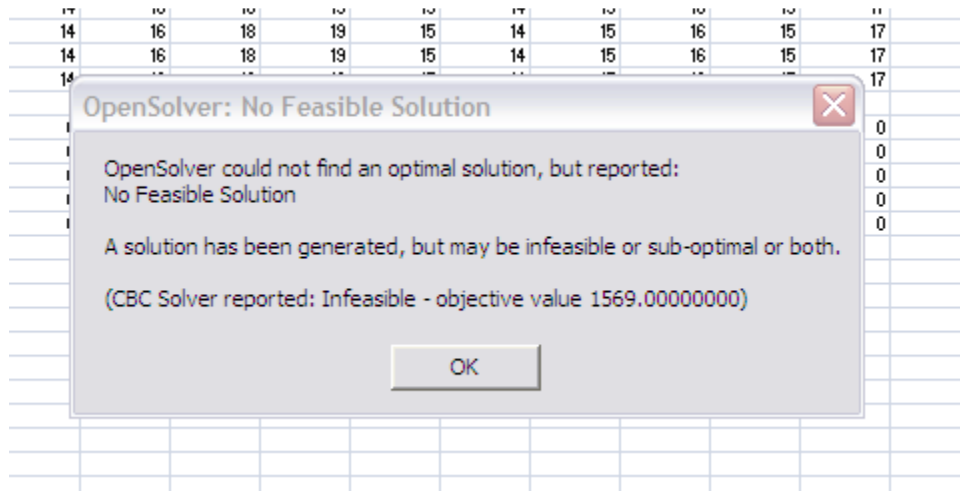 14 16 18 19 15 14 15 16 15 17
14 16 18 19 15 14 15 16 15 17
17
OpenSolver: No Feasible Solution
0
OpenSolver could not find an optimal solution, but reported:
0
No Feasible Solution
0
0
A solution has been generated, but may be infeasible or sub-optimal or both.
0
(CBC Solver reported: Infeasible - objective value 1569.00000000)
OK